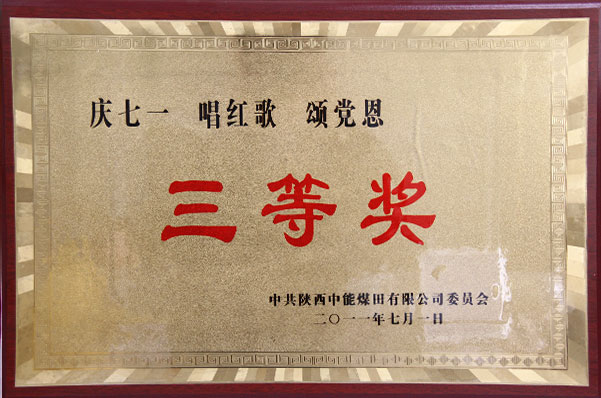 庆七一 唱红歌 颂党恩
三等奖
中共陕西中能煤田有限公司委员会
二〇一一年七月一日